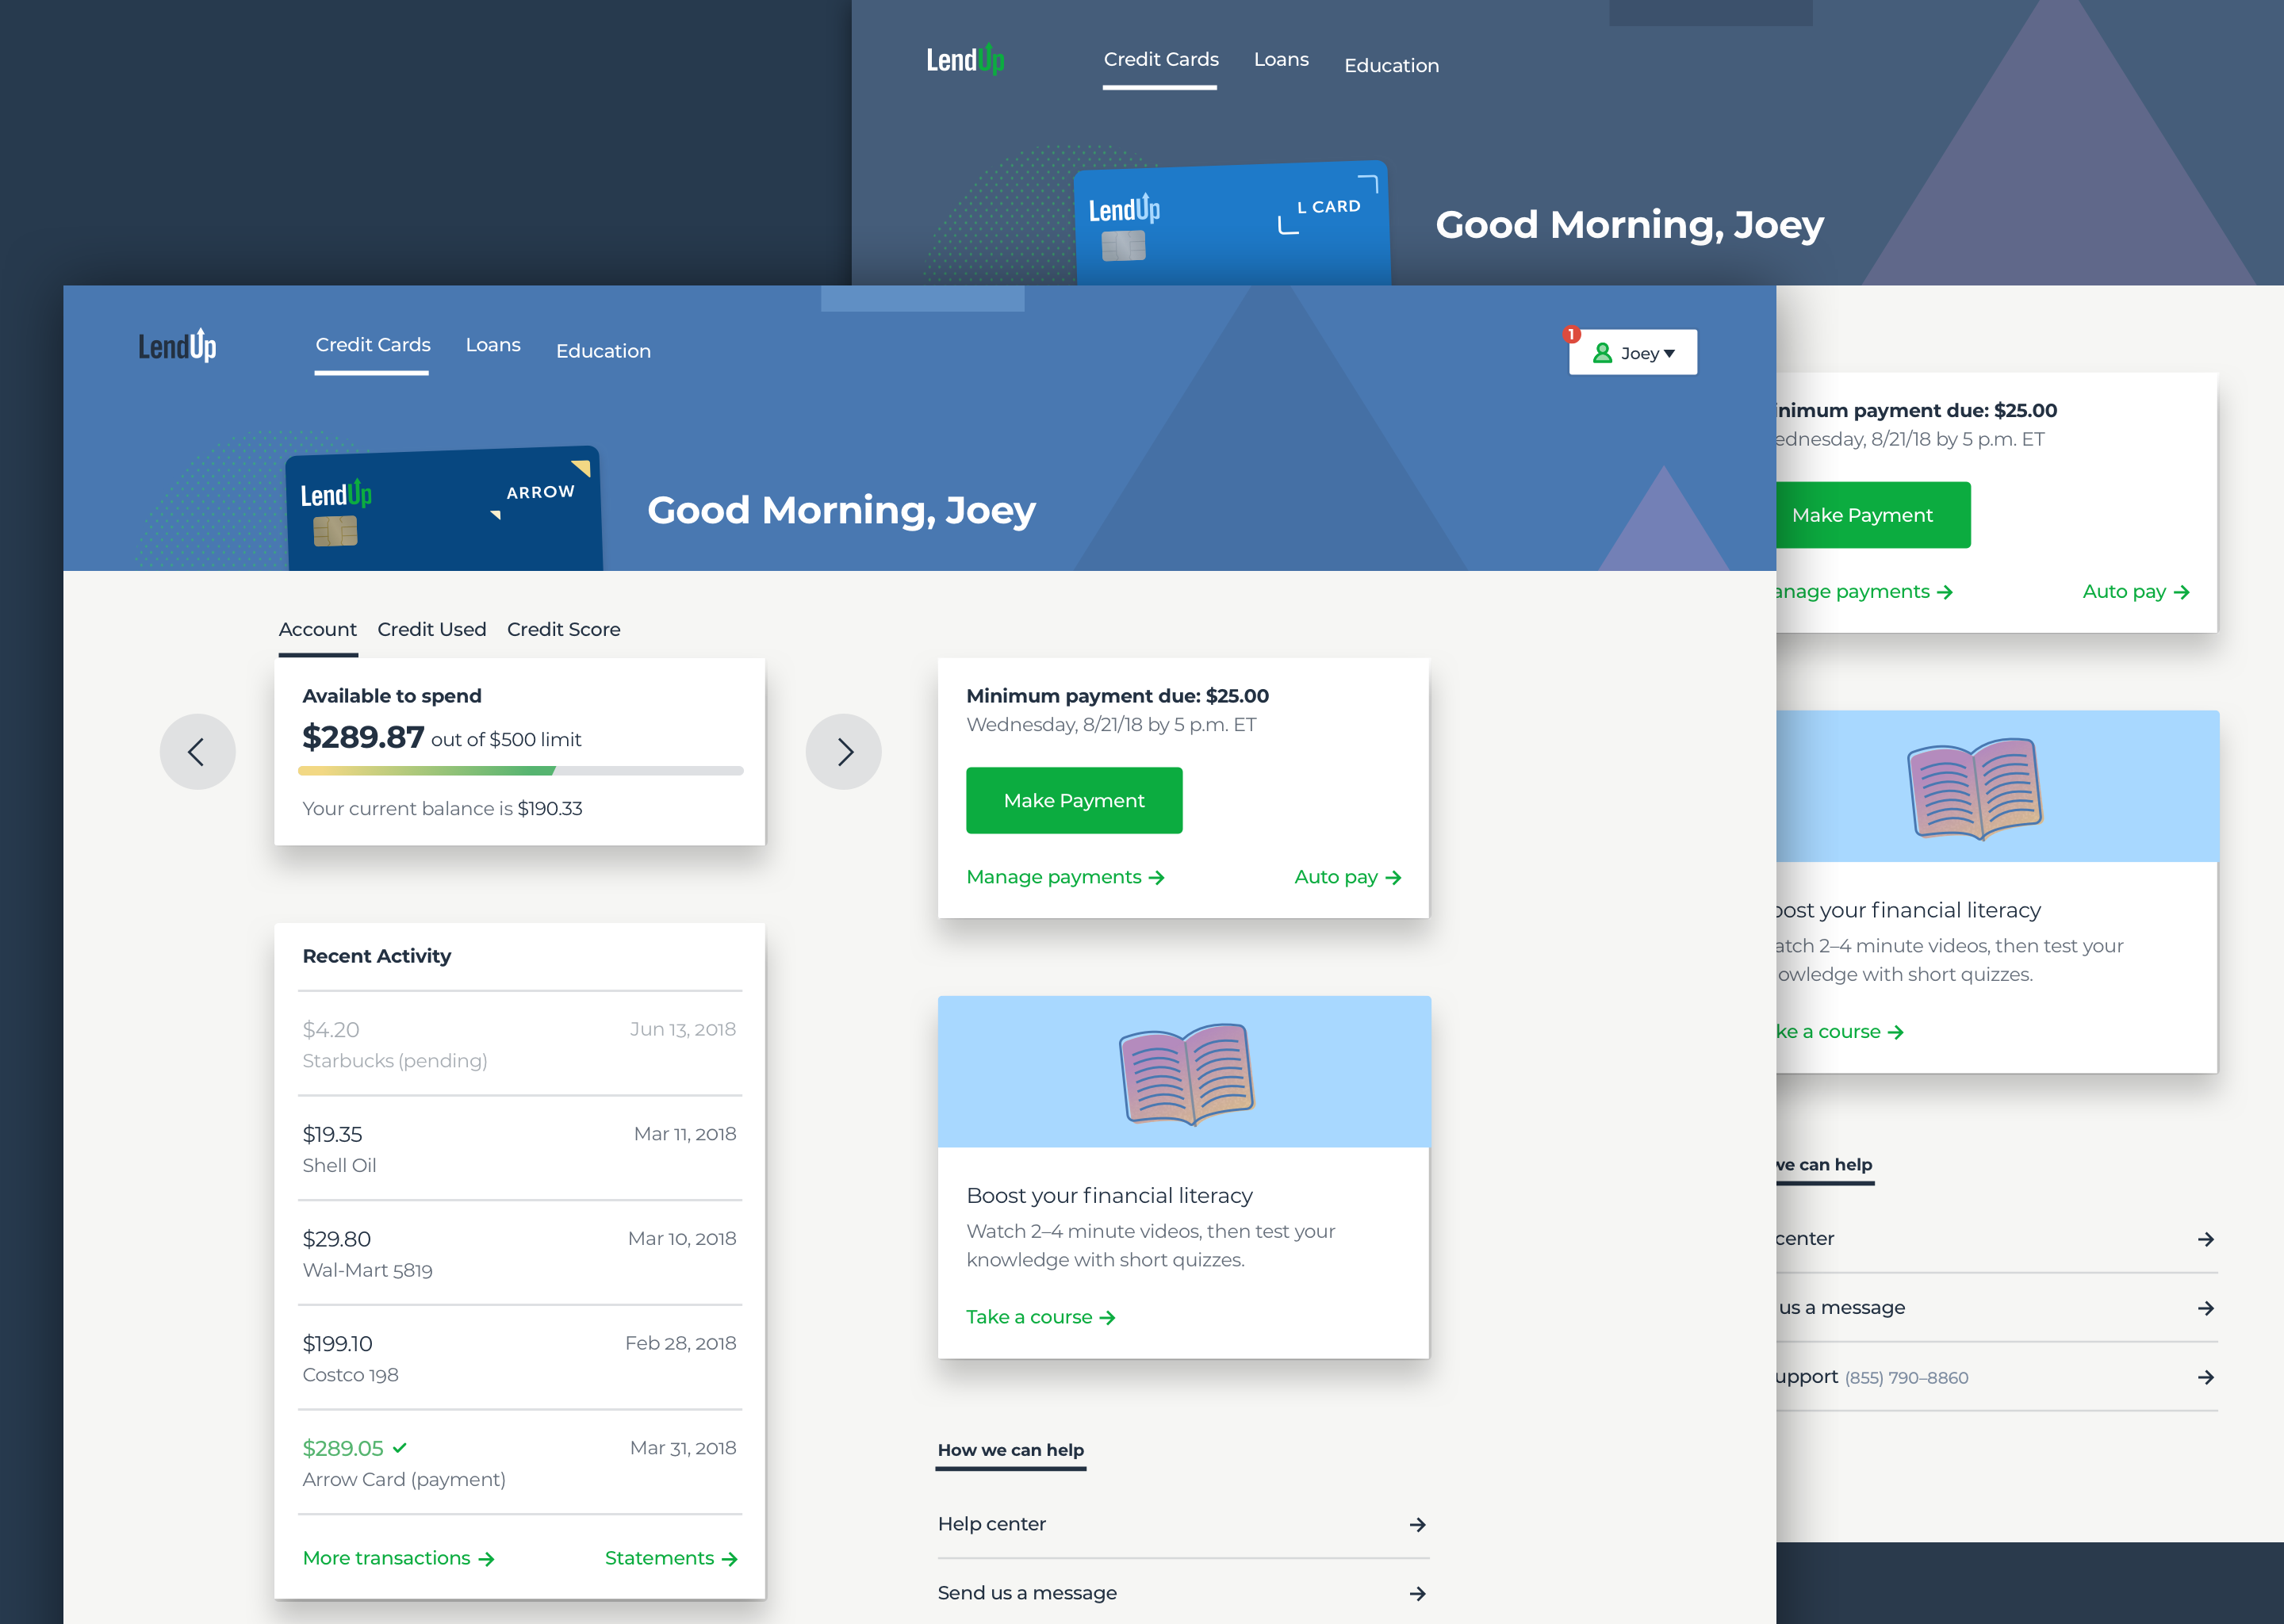 LendUp
Credit Cards
Loans
Education
LendUp
L CARD
Good Morning, Joey
LendUp
Credit Cards
Loans
Education
1
Joey
LendUp
ARROW
Good Morning, Joey
Account
Credit Used
Credit Score
Available to spend
$289.87 out of $500 limit
Your current balance is $190.33
Recent Activity
$4.20
Jun 13, 2018
Starbucks (pending)
$19.35
Mar 11, 2018
Shell Oil
$29.80
Mar 10, 2018
Wal-Mart 5819
$199.10
Feb 28, 2018
Costco 198
$289.05
Mar 31, 2018
Arrow Card (payment)
More transactions
Statements
Minimum payment due: $25.00
Wednesday, 8/21/18 by 5 p.m. ET
Make Payment
Manage payments
Auto pay
Boost your financial literacy
Watch 2–4 minute videos, then test your
knowledge with short quizzes.
Take a course
How we can help
Help center
Send us a message
nimum payment due: $25.00
ednesday, 8/21/18 by 5 p.m. ET
Make Payment
anage payments
Auto pay
ost your financial literacy
atch 2–4 minute videos, then test your
owledge with short quizzes.
ke a course
we can help
center
us a message
upport (855) 790–8860